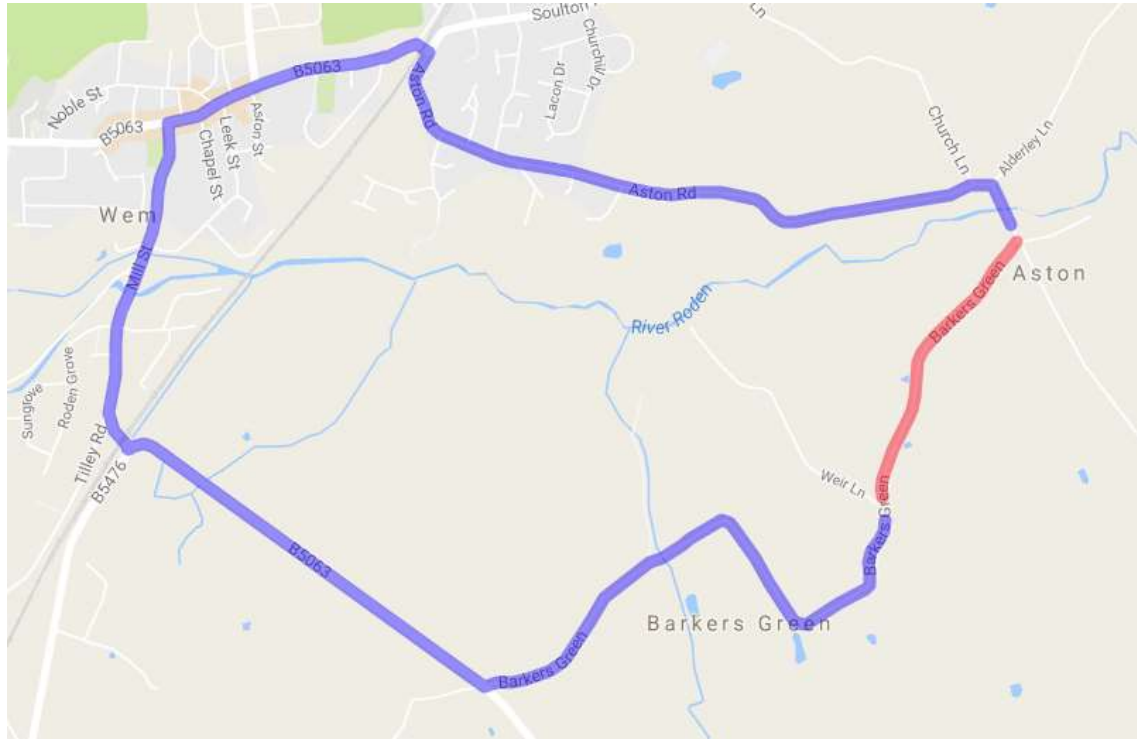 Soulton
Ln
Churchill Dr
B5063
Lacon Dr
Noble St
Aston Rd
B5063
Leek St
Aston St
Chapel St
Church Ln
Alderley Ln
Aston Rd
Wem
Mill St
Aston
Barkers Green
River Roden
Sungrove
Roden Grove
Tilley Rd
B5476
Weir Ln
Barkers Green
B5063
Barkers Green
Barkers Green